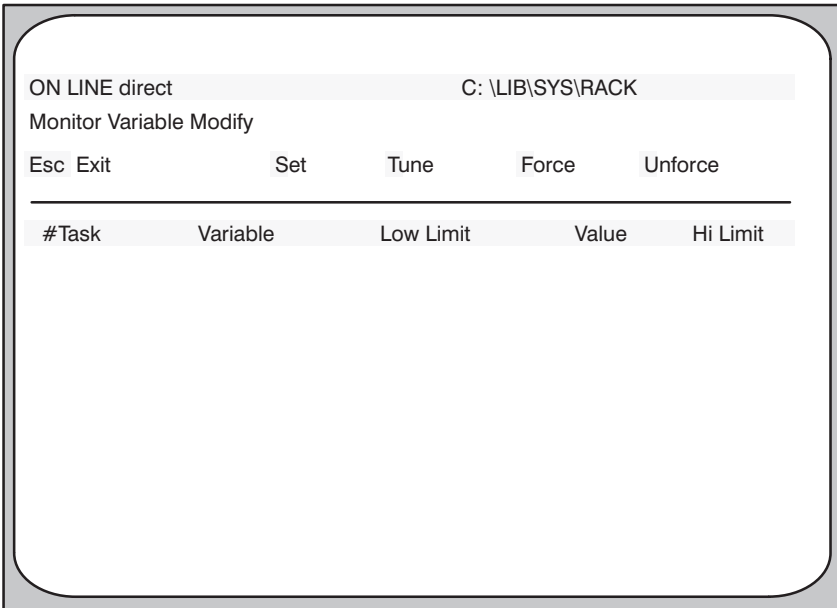 ON LINE direct C: \LIB\SYS\RACK
Monitor Variable Modify
Esc Exit Set Tune Force Unforce
#Task Variable Low Limit Value Hi Limit